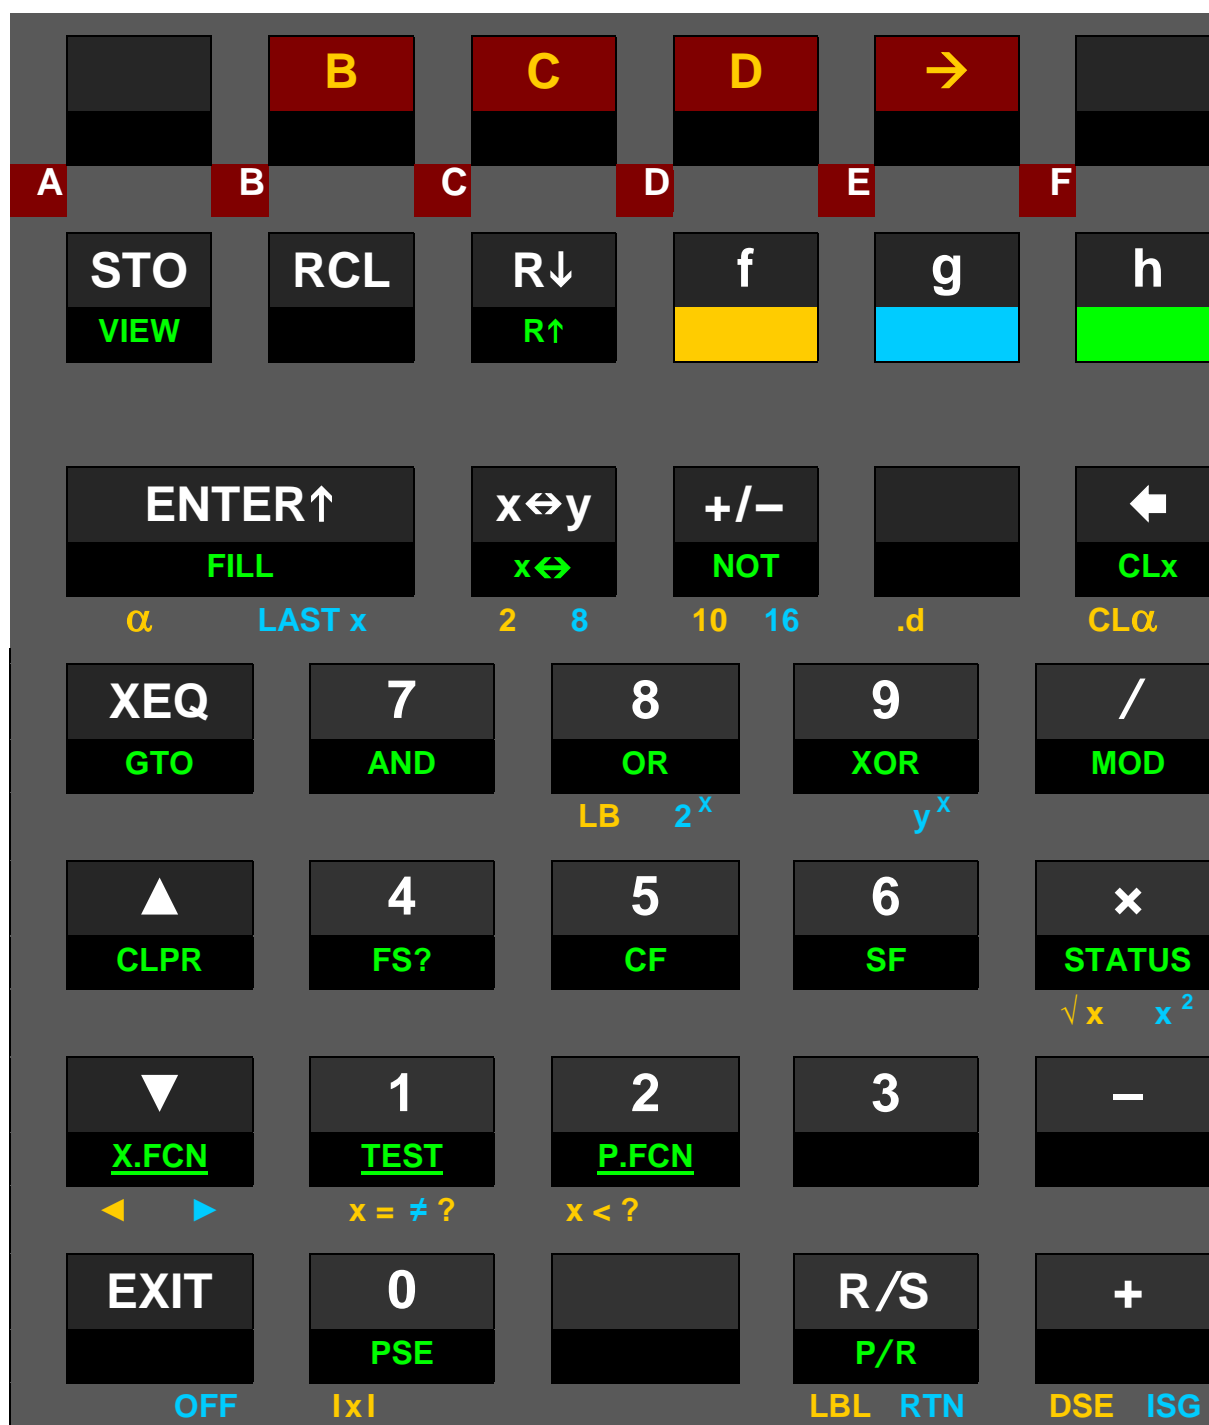 B C D →
A B C D E F
STO RCL R↓ f g h
VIEW R↑
ENTER↑ x⇔y +/− 🡄
FILL x⇔ NOT CLx
α LAST x 2 8 10 16 .d CLα
XEQ 7 8 9 /
GTO AND OR XOR MOD
LB 2^X y^X
▲ 4 5 6 ×
CLPR FS? CF SF STATUS
√x x²
▼ 1 2 3 −
X.FCN TEST P.FCN
◄ ► x = ≠ ? x < ?
EXIT 0 R/S +
PSE P/R
OFF IxI LBL RTN DSE ISG